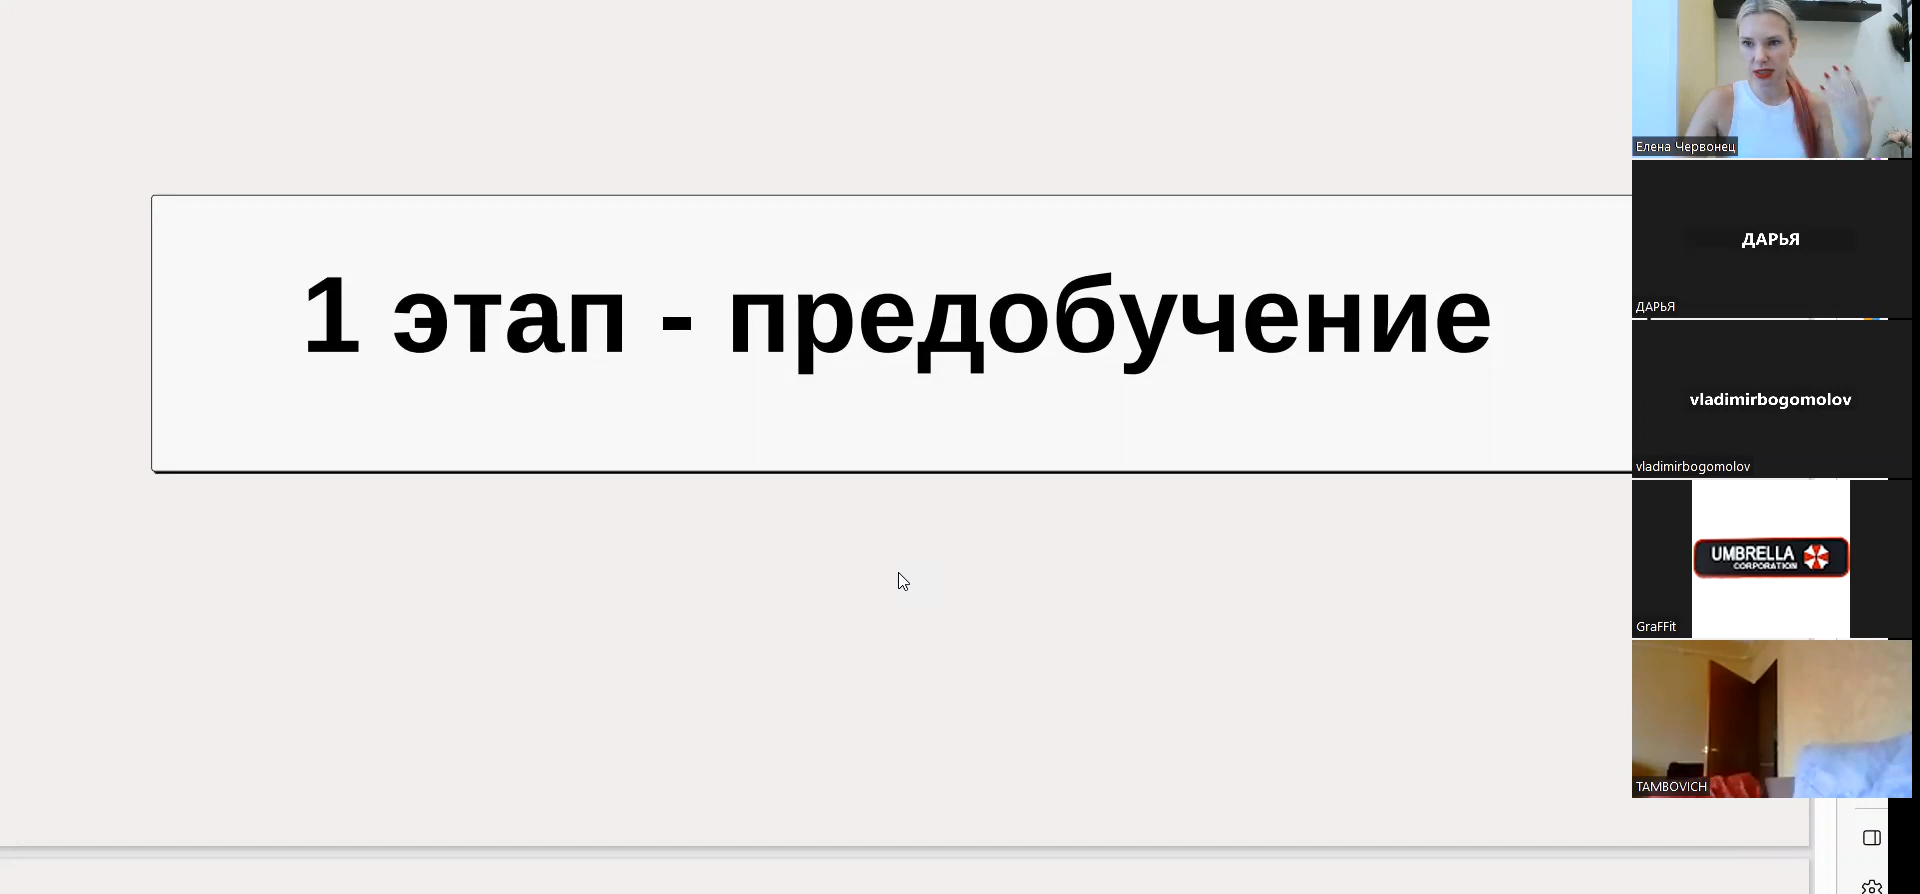 1 этап - предобучение
Елена Червонец
ДАРЬЯ
ДАРЬЯ
vladimirbogomolov
vladimirbogomolov
UMBRELLA
CORPORATION
GraFFit
TAMBOVICH